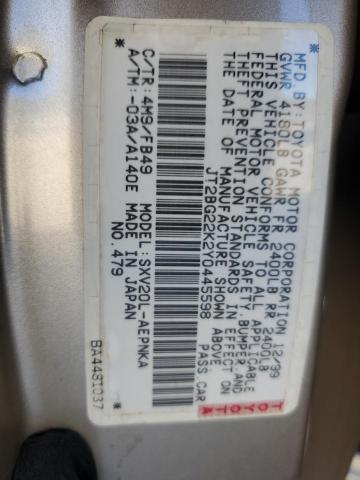 MFD.BY:TOYOTA MOTOR CORPORATION 12/99
GVWR 4180LB GAWR FR 2400LB RR 2400LB
THIS VEHICLE CONFORMS TO ALL APPLICABLE
FEDERAL MOTOR VEHICLE SAFETY,BUMPER,AND
THEFT PREVENTION STANDARDS IN EFFECT ON
THE DATE OF MANUFACTURE SHOWN ABOVE.
JT2BG22K2Y0445598 PASS CAR
C/TR:4M9/FB49 MODEL:SXV20L-AEPNKA
A/TM:-03A/A140E MADE IN JAPAN
NO.479
TOYOTA
BA4481037